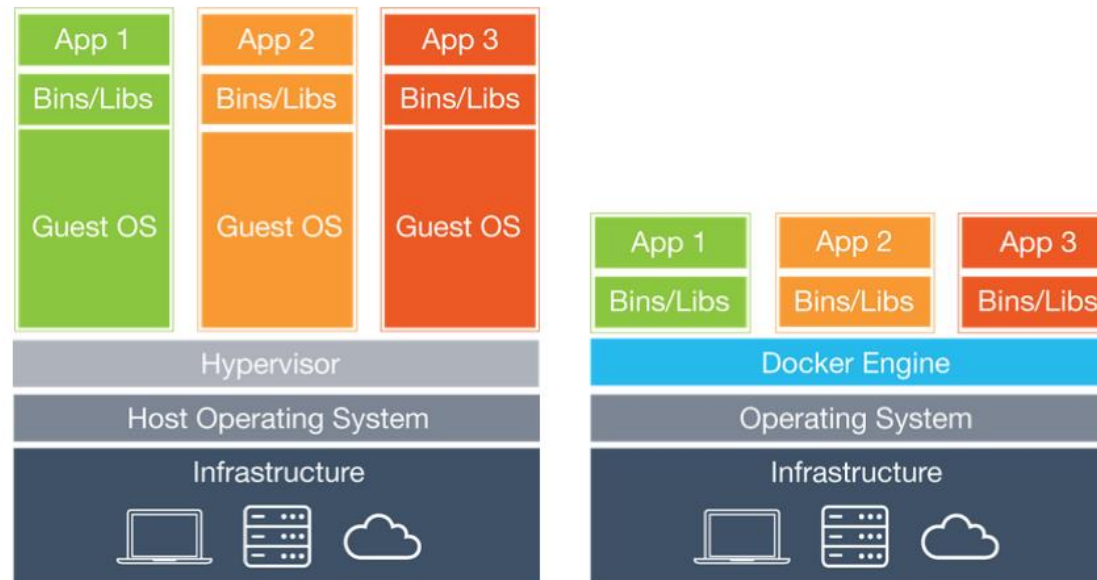 App 1
App 2
App 3
Bins/Libs
Bins/Libs
Bins/Libs
Guest OS
Guest OS
Guest OS
Hypervisor
Host Operating System
Infrastructure
App 1
App 2
App 3
Bins/Libs
Bins/Libs
Bins/Libs
Docker Engine
Operating System
Infrastructure